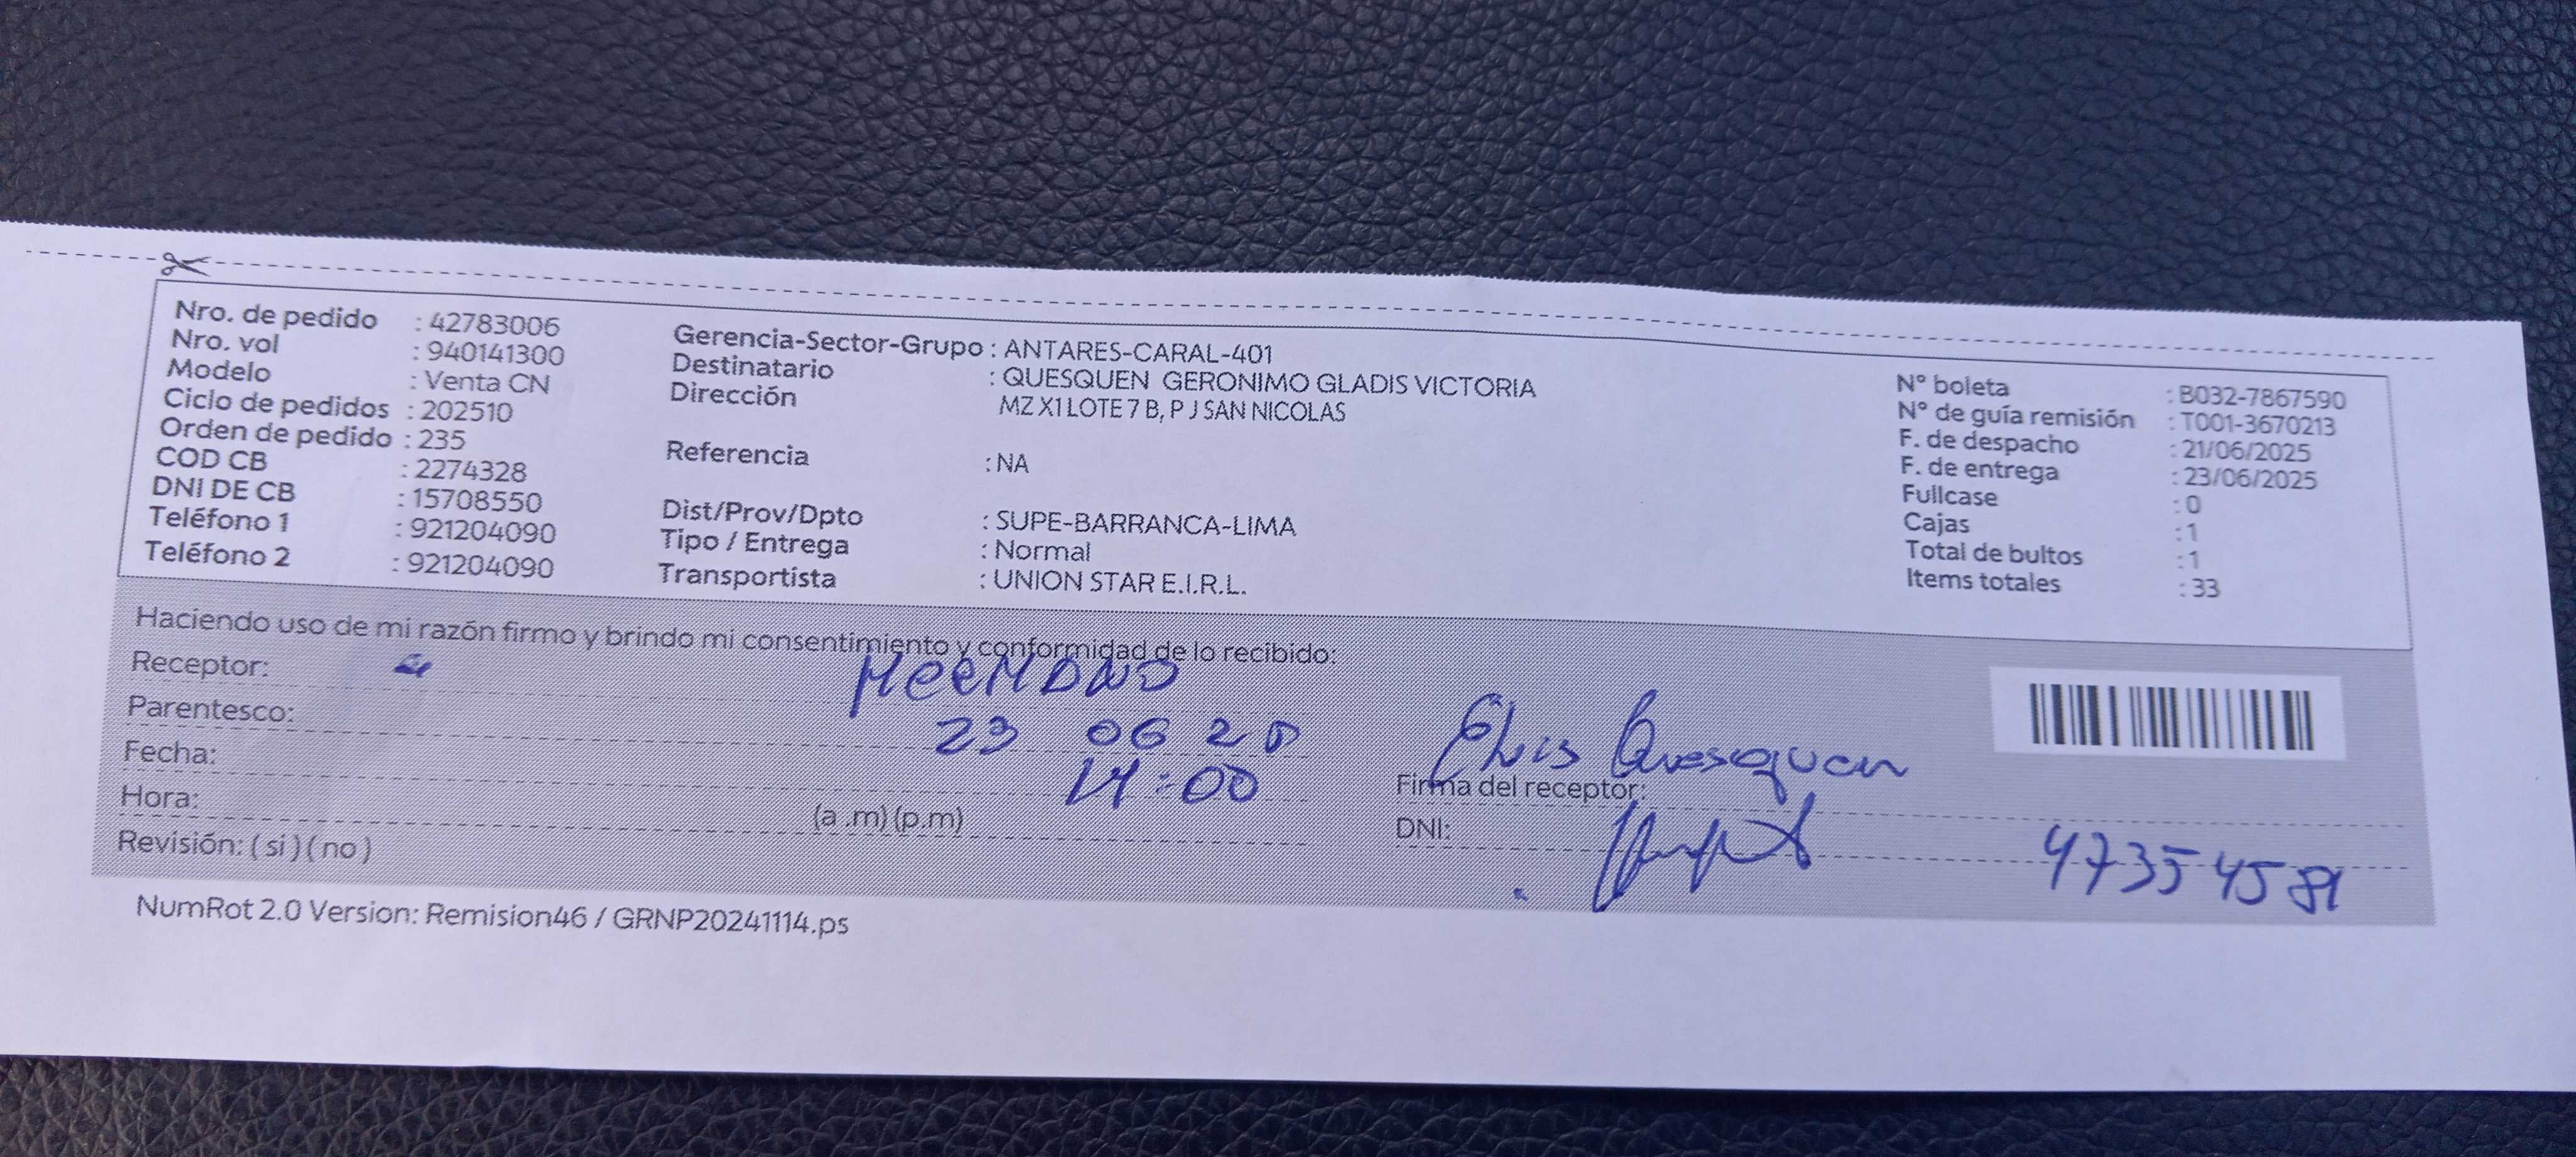 Nro. de pedido : 42783006
Nro. vol : 940141300
Modelo : Venta CN
Ciclo de pedidos : 202510
Orden de pedido : 235
COD CB : 2274328
DNI DE CB : 15708550
Teléfono 1 : 921204090
Teléfono 2 : 921204090
Gerencia-Sector-Grupo : ANTARES-CARAL-401
Destinatario : QUESQUEN GERONIMO GLADIS VICTORIA
Dirección MZ X1 LOTE 7 B, P J SAN NICOLAS
Referencia : NA
Dist/Prov/Dpto : SUPE-BARRANCA-LIMA
Tipo / Entrega : Normal
Transportista : UNION STAR E.I.R.L.
N° boleta : B032-7867590
N° de guía remisión : T001-3670213
F. de despacho : 21/06/2025
F. de entrega : 23/06/2025
Fullcase : 0
Cajas : 1
Total de bultos : 1
Items totales : 33
Haciendo uso de mi razón firmo y brindo mi consentimiento y conformidad de lo recibido:
Receptor:
Parentesco:
Fecha: 23 06 25
Hora: 14:00 (a .m) (p.m)
Revisión: ( si ) ( no )
Elvis Quesquen
Firma del receptor:
DNI: 47354581
NumRot 2.0 Version: Remision46 / GRNP20241114.ps